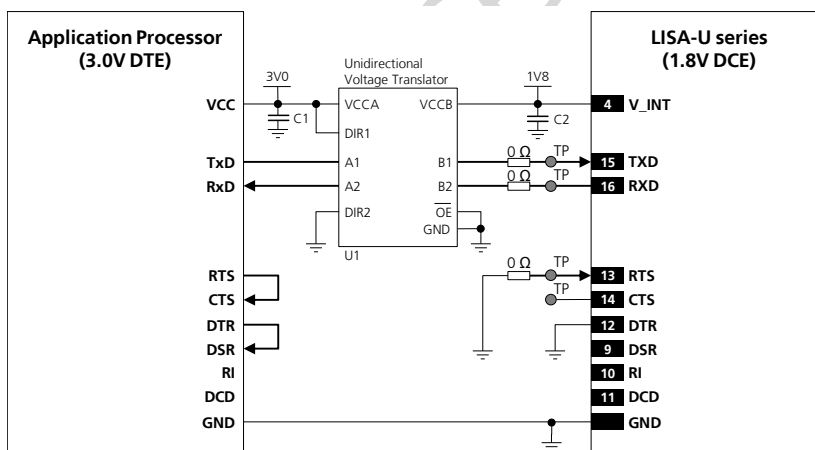 Application Processor
(3.0V DTE)
LISA-U series
(1.8V DCE)
Unidirectional
Voltage Translator
3V0
1V8
VCC
VCCA
VCCB
4
V_INT
C1
C2
DIR1
0 Ω
TP
TxD
A1
B1
15
TXD
0 Ω
TP
RxD
A2
B2
16
RXD
DIR2
OE
GND
U1
0 Ω
TP
RTS
13
RTS
TP
CTS
14
CTS
DTR
12
DTR
DSR
9
DSR
RI
10
RI
DCD
11
DCD
GND
GND